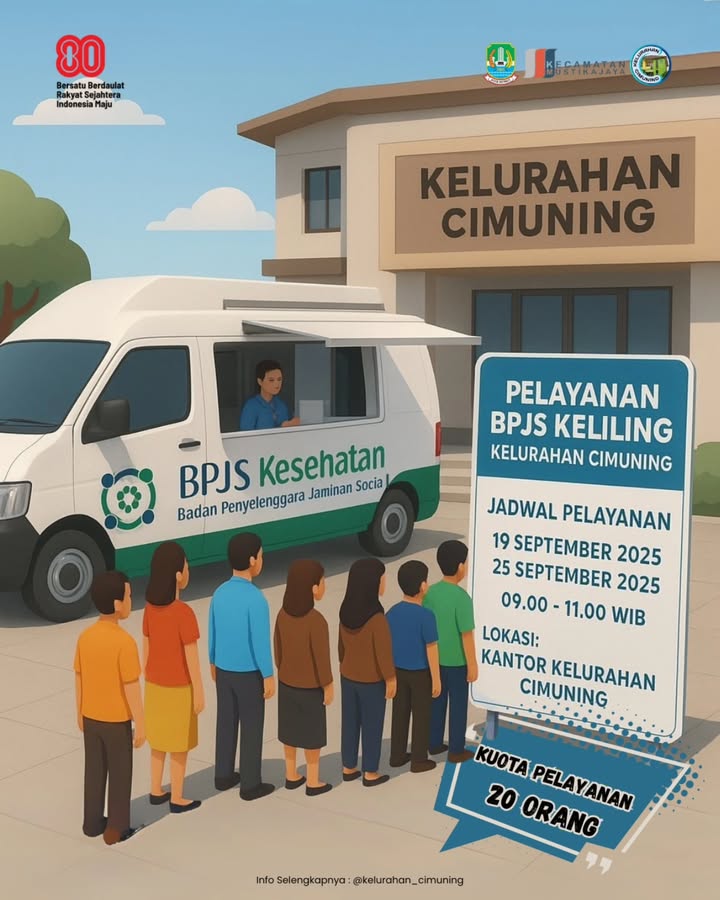 80
Bersatu Berdaulat
Rakyat Sejahtera
Indonesia Maju
KECAMATAN
MUSTIKAJAYA
KELURAHAN
CIMUNING
KELURAHAN
CIMUNING
BPJS Kesehatan
Badan Penyelenggara Jaminan Social
PELAYANAN
BPJS KELILING
KELURAHAN CIMUNING
JADWAL PELAYANAN
19 SEPTEMBER 2025
25 SEPTEMBER 2025
09.00 - 11.00 WIB
LOKASI:
KANTOR KELURAHAN
CIMUNING
KUOTA PELAYANAN
20 ORANG
Info Selengkapnya : @kelurahan_cimuning